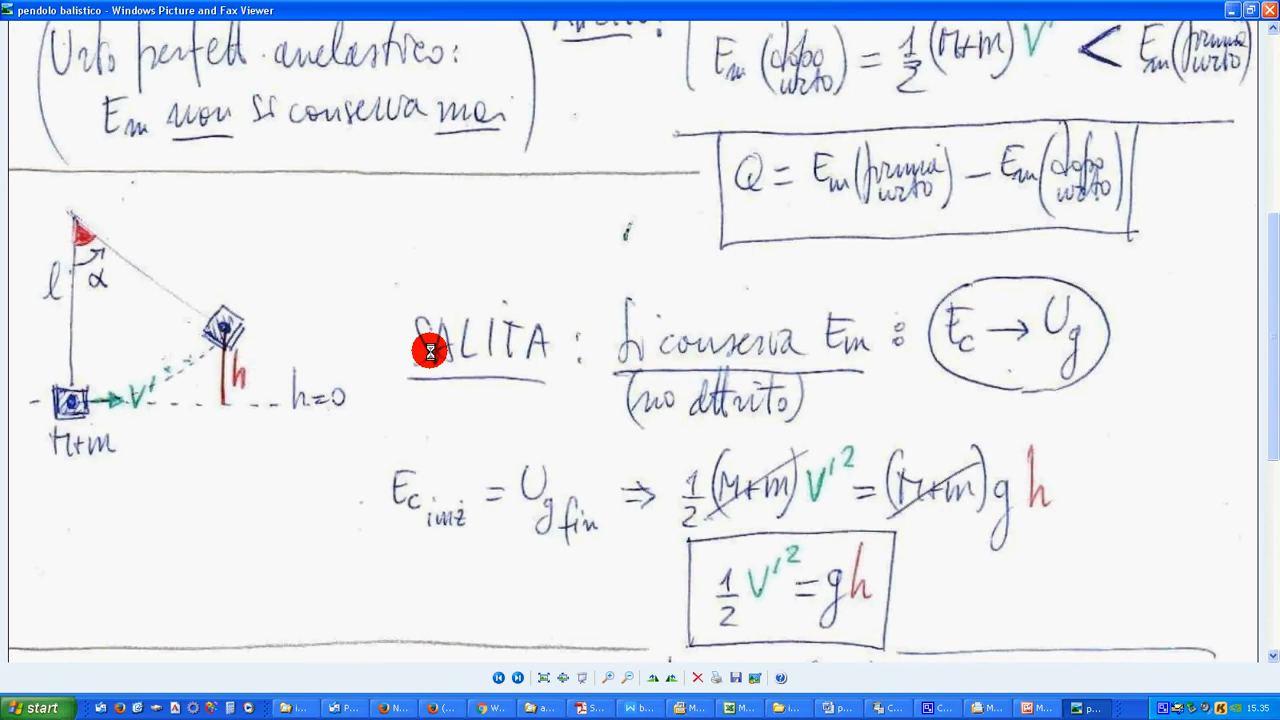 pendolo balistico - Windows Picture and Fax Viewer
Urto perfett. anelastico:
Em non si conserva mai
Em (dopo urto) = 1/2 (M+m) V' < Em (prima urto)
Q = Em (prima urto) − Em (dopo urto)
l
α
V'
h
h=0
M+m
SALITA : Si conserva Em : Ec → Ug
(no attrito)
Ec iniz = Ug fin ⇒ 1/2 (M+m) V'² = (M+m) g h
1/2 V'² = g h
start
15.35